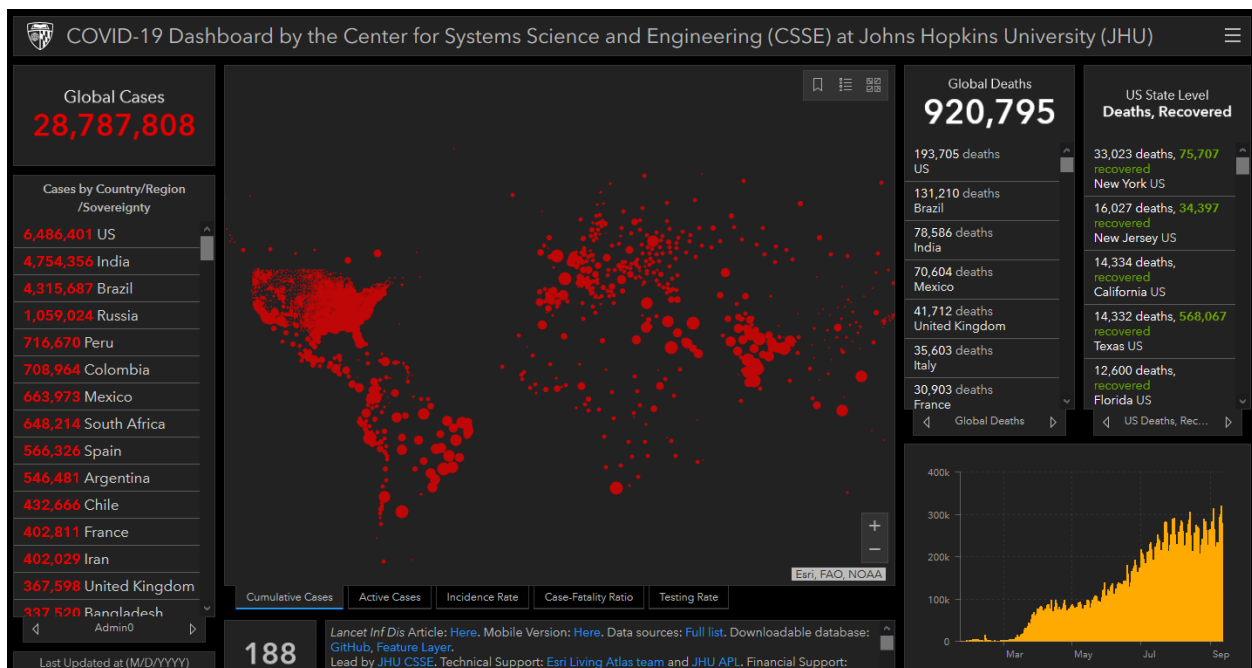 COVID-19 Dashboard by the Center for Systems Science and Engineering (CSSE) at Johns Hopkins University (JHU)
Global Cases
28,787,808
Cases by Country/Region
/Sovereignty
6,486,401 US
4,754,356 India
4,315,687 Brazil
1,059,024 Russia
716,670 Peru
708,964 Colombia
663,973 Mexico
648,214 South Africa
566,326 Spain
546,481 Argentina
432,666 Chile
402,811 France
402,029 Iran
367,598 United Kingdom
337,520 Bangladesh
Admin0
Last Updated at (M/D/YYYY)
+
−
Esri, FAO, NOAA
Cumulative Cases
Active Cases
Incidence Rate
Case-Fatality Ratio
Testing Rate
188
Lancet Inf Dis Article: Here. Mobile Version: Here. Data sources: Full list. Downloadable database:
GitHub, Feature Layer.
Lead by JHU CSSE. Technical Support: Esri Living Atlas team and JHU APL. Financial Support:
Global Deaths
920,795
193,705 deaths
US
131,210 deaths
Brazil
78,586 deaths
India
70,604 deaths
Mexico
41,712 deaths
United Kingdom
35,603 deaths
Italy
30,903 deaths
France
Global Deaths
US State Level
Deaths, Recovered
33,023 deaths, 75,707
recovered
New York US
16,027 deaths, 34,397
recovered
New Jersey US
14,334 deaths,
recovered
California US
14,332 deaths, 568,067
recovered
Texas US
12,600 deaths,
recovered
Florida US
US Deaths, Rec...
400k
300k
200k
100k
0
Mar
May
Jul
Sep